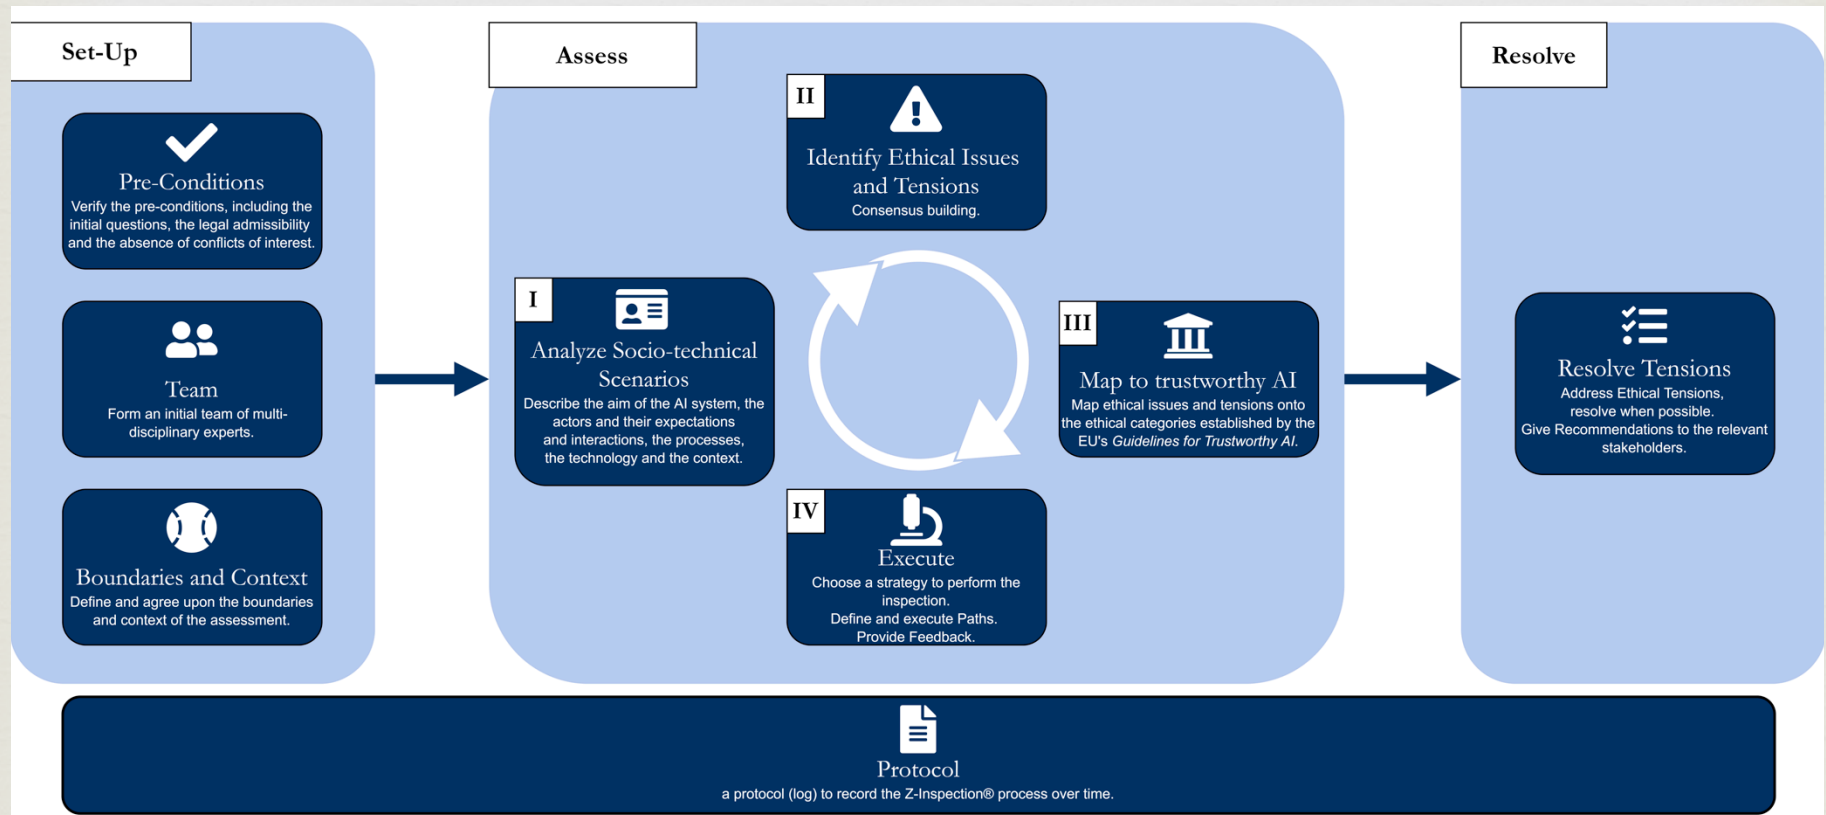 Set-Up
Pre-Conditions
Verify the pre-conditions, including the
initial questions, the legal admissibility
and the absence of conflicts of interest.
Team
Form an initial team of multi-
disciplinary experts.
Boundaries and Context
Define and agree upon the boundaries
and context of the assessment.
Assess
I
Analyze Socio-technical
Scenarios
Describe the aim of the AI system, the
actors and their expectations
and interactions, the processes,
the technology and the context.
II
Identify Ethical Issues
and Tensions
Consensus building.
III
Map to trustworthy AI
Map ethical issues and tensions onto
the ethical categories established by the
EU's Guidelines for Trustworthy AI.
IV
Execute
Choose a strategy to perform the
inspection.
Define and execute Paths.
Provide Feedback.
Resolve
Resolve Tensions
Address Ethical Tensions,
resolve when possible.
Give Recommendations to the relevant
stakeholders.
Protocol
a protocol (log) to record the Z-Inspection® process over time.